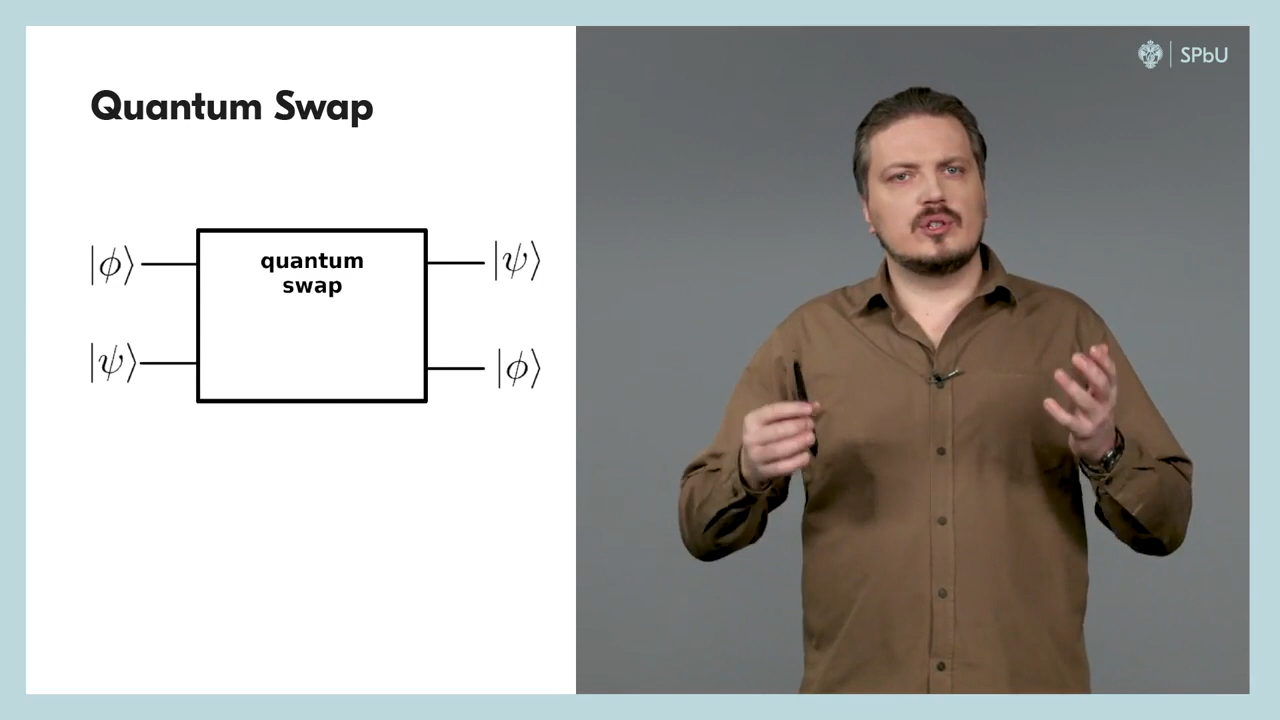 SPbU
Quantum Swap
|ϕ⟩
quantum
swap
|ψ⟩
|ψ⟩
|ϕ⟩